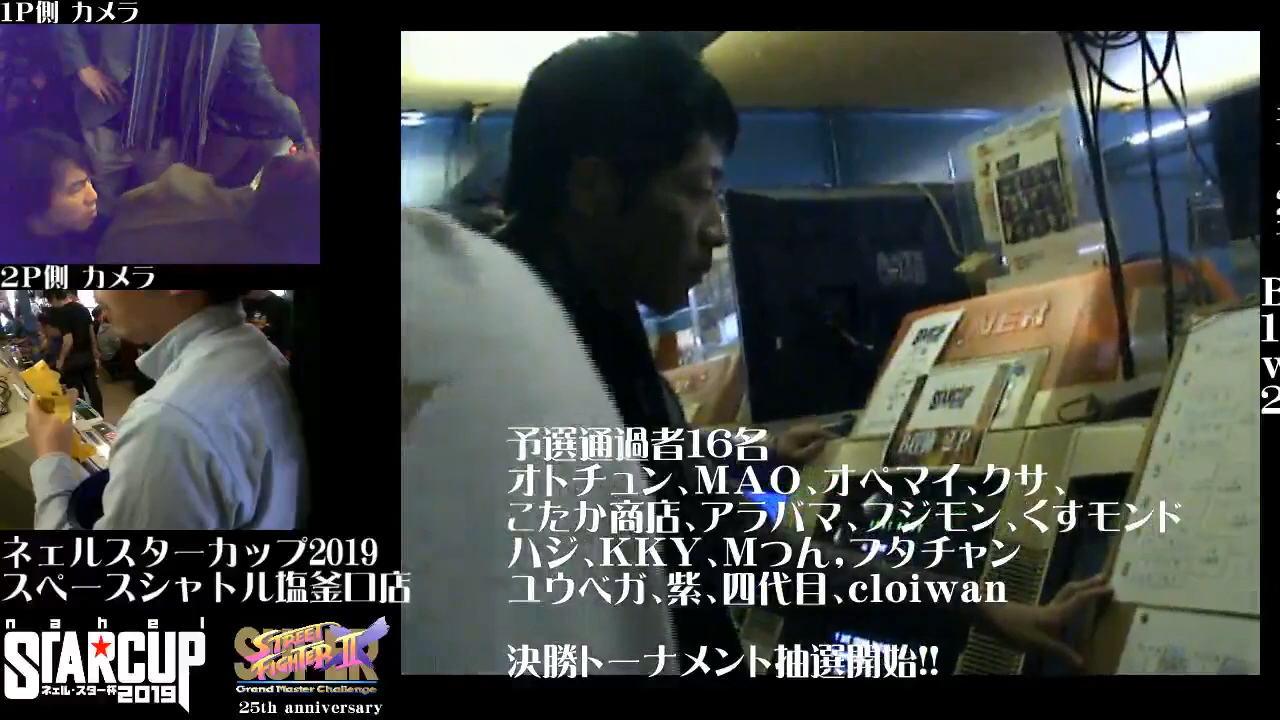 1P側 カメラ
2P側 カメラ
NER
予選通過者16名
オトチュン、MAO、オペマイ、クサ、
こたか商店、アラバマ、フジモン、くすモンド
ハジ、KKY、Mつん,フタチャン
ユウベガ、紫、四代目、cloiwan
決勝トーナメント抽選開始!!
ネェルスターカップ2019
スペースシャトル塩釜口店
nahel
STARCUP
ネェル・スター杯2019
SUPER
STREET FIGHTER II
Grand Master Challenge
25th anniversary
B
1
w
2